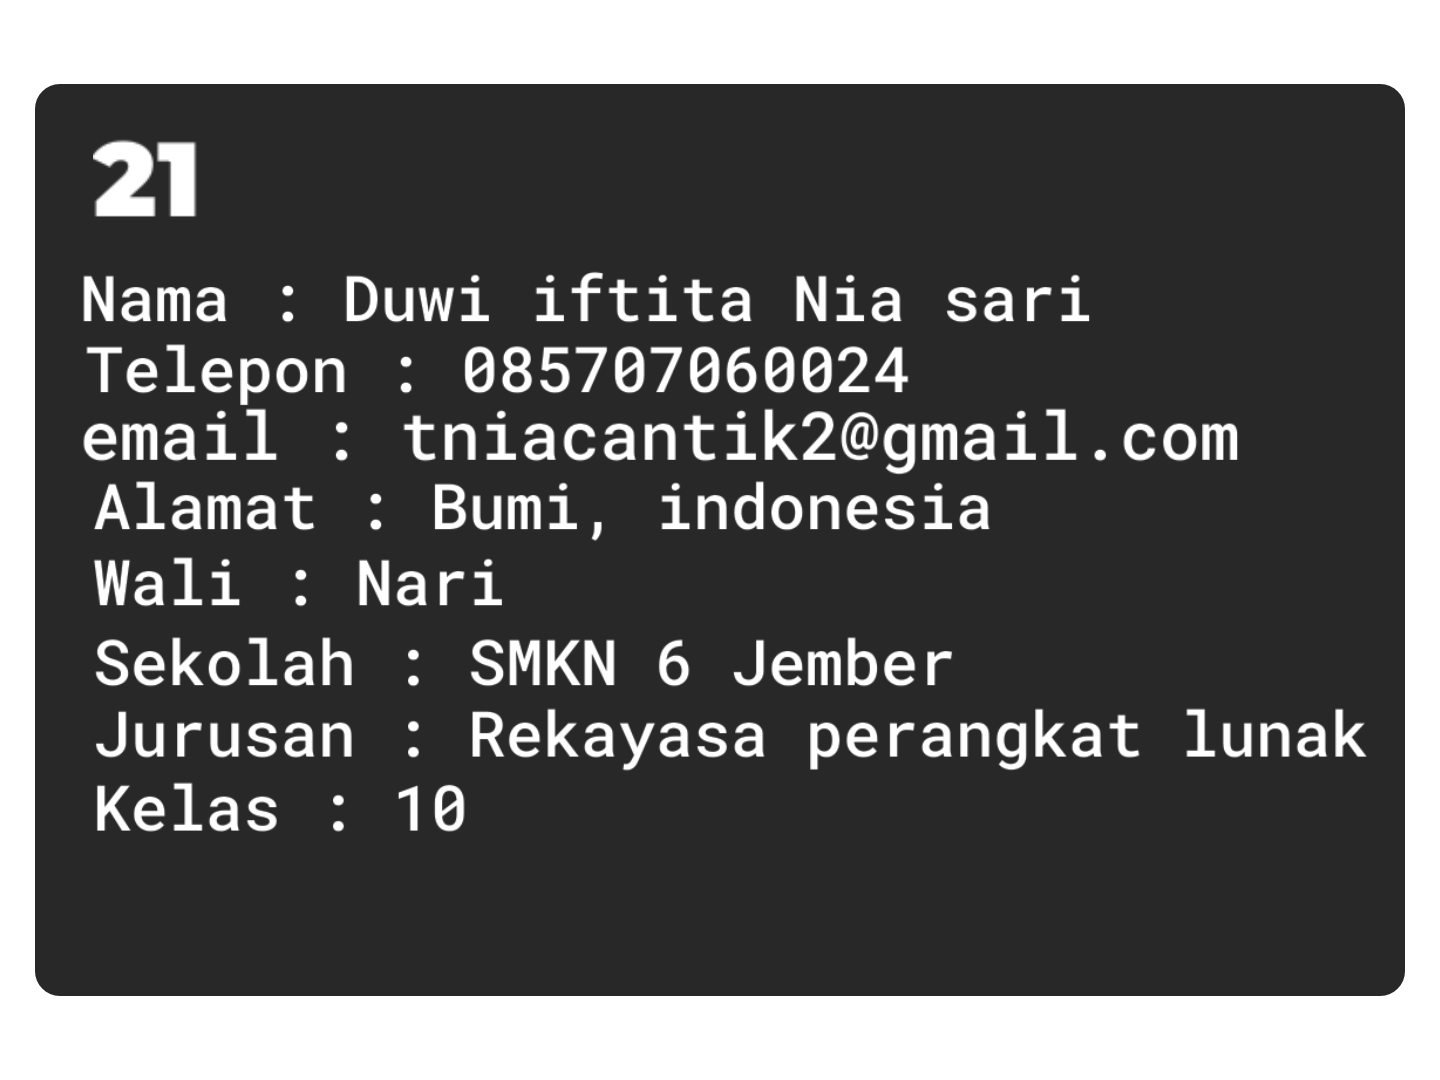 21
Nama : Duwi iftita Nia sari
Telepon : 085707060024
email : tniacantik2@gmail.com
Alamat : Bumi, indonesia
Wali : Nari
Sekolah : SMKN 6 Jember
Jurusan : Rekayasa perangkat lunak
Kelas : 10